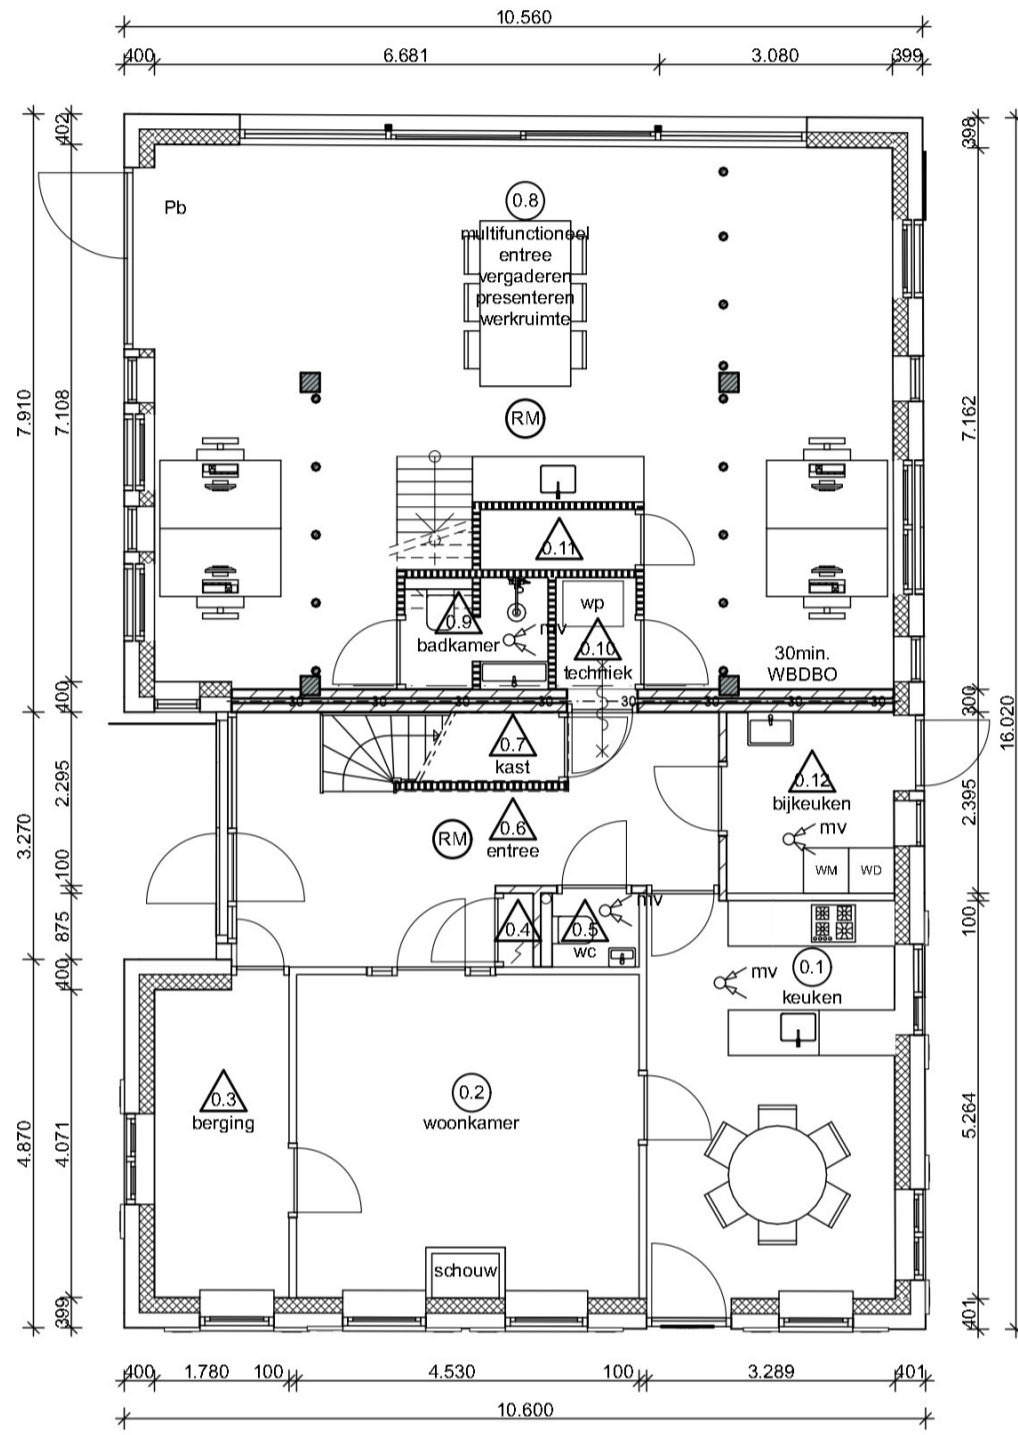 10.560
400
6.681
3.080
399
402
398
Pb
0.8
multifunctioneel
entree
vergaderen
presenteren
werkruimte
RM
7.910
7.108
7.162
16.020
0.11
wp
0.9
badkamer
mv
0.10
techniek
30min.
WBDBO
400
30
30
30
30
30
30
30
30
300
0.7
kast
2.295
3.270
0.6
entree
RM
0.12
bijkeuken
mv
WM
WD
2.395
100
875
400
0.4
0.5
wc
mv
mv
0.1
keuken
100
0.3
berging
0.2
woonkamer
4.870
4.071
5.264
schouw
399
401
400
1.780
100
4.530
100
3.289
401
10.600